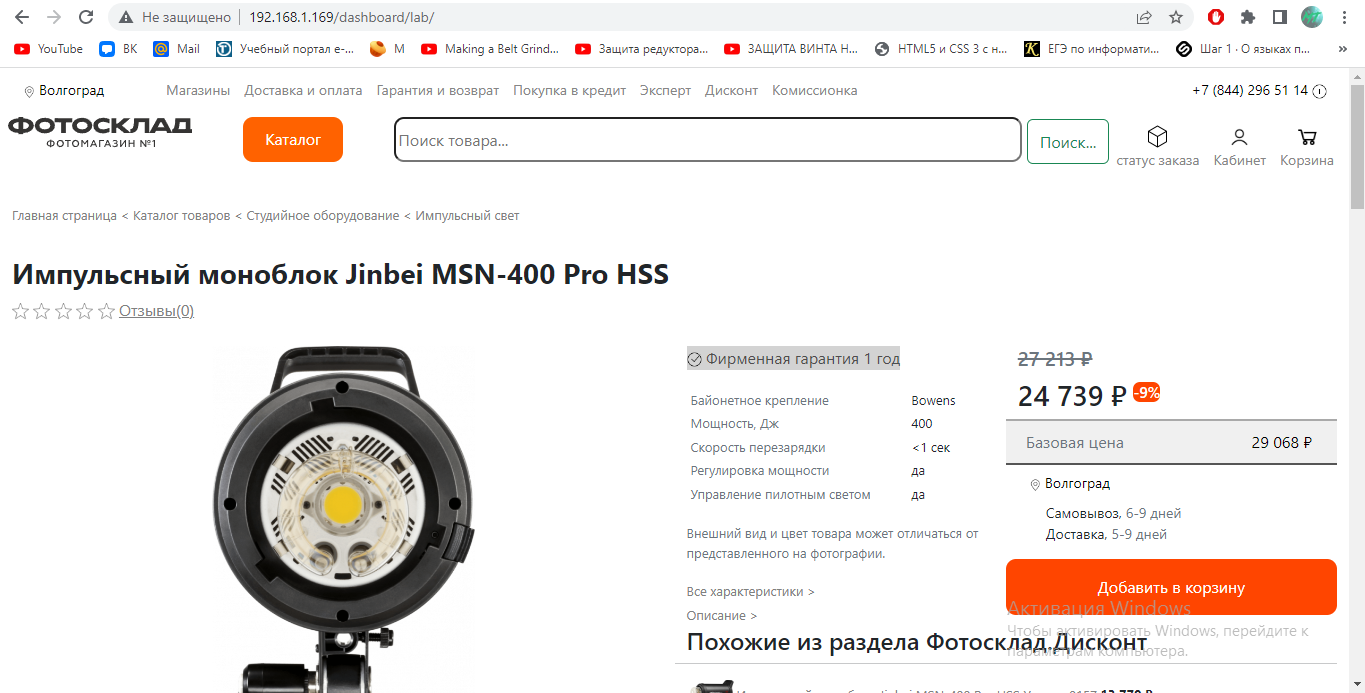 Не защищено | 192.168.1.169/dashboard/lab/
YouTube ВК Mail Учебный портал е-... М Making a Belt Grind... Защита редуктора... ЗАЩИТА ВИНТА Н... HTML5 и CSS 3 с н... ЕГЭ по информати... Шаг 1 · О языках п... »
Волгоград Магазины Доставка и оплата Гарантия и возврат Покупка в кредит Эксперт Дисконт Комиссионка +7 (844) 296 51 14
ФОТОСКЛАД
ФОТОМАГАЗИН №1
Каталог Поиск товара... Поиск...
статус заказа Кабинет Корзина
Главная страница < Каталог товаров < Студийное оборудование < Импульсный свет
Импульсный моноблок Jinbei MSN-400 Pro HSS
Отзывы(0)
Фирменная гарантия 1 год
Байонетное крепление Bowens
Мощность, Дж 400
Скорость перезарядки <1 сек
Регулировка мощности да
Управление пилотным светом да
Внешний вид и цвет товара может отличаться от
представленного на фотографии.
Все характеристики >
Описание >
27 213 ₽
24 739 ₽ -9%
Базовая цена 29 068 ₽
Волгоград
Самовывоз, 6-9 дней
Доставка, 5-9 дней
Добавить в корзину
Активация Windows
Чтобы активировать Windows, перейдите к
параметрам компьютера.
Похожие из раздела Фотосклад.Дисконт